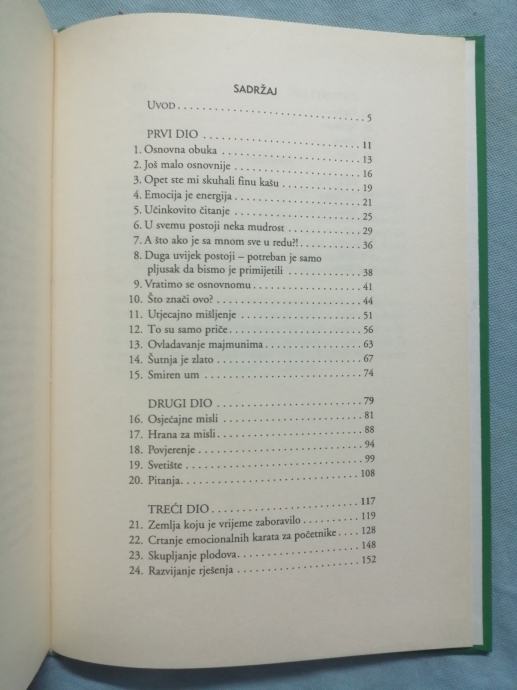 SADRŽAJ
UVOD . . . . . . . . . . . . . . . . . . . . . . . . . . . . . . 5
PRVI DIO . . . . . . . . . . . . . . . . . . . . . . . . . . 11
1. Osnovna obuka . . . . . . . . . . . . . . . . . . . . . 13
2. Još malo osnovnije . . . . . . . . . . . . . . . . . . 16
3. Opet ste mi skuhali finu kašu . . . . . . . . . . . 19
4. Emocija je energija . . . . . . . . . . . . . . . . . . 21
5. Učinkovito čitanje . . . . . . . . . . . . . . . . . . 25
6. U svemu postoji neka mudrost . . . . . . . . . . 29
7. A što ako je sa mnom sve u redu?! . . . . . . . . 36
8. Duga uvijek postoji – potreban je samo
pljusak da bismo je primijetili . . . . . . . . . . . 38
9. Vratimo se osnovnomu . . . . . . . . . . . . . . . 41
10. Što znači ovo? . . . . . . . . . . . . . . . . . . . . 44
11. Utjecajno mišljenje . . . . . . . . . . . . . . . . . 51
12. To su samo priče . . . . . . . . . . . . . . . . . . . 56
13. Ovladavanje majmunima . . . . . . . . . . . . . . 63
14. Šutnja je zlato . . . . . . . . . . . . . . . . . . . . 67
15. Smiren um . . . . . . . . . . . . . . . . . . . . . . 74
DRUGI DIO . . . . . . . . . . . . . . . . . . . . . . . . 79
16. Osjećajne misli . . . . . . . . . . . . . . . . . . . . 81
17. Hrana za misli . . . . . . . . . . . . . . . . . . . . 88
18. Povjerenje . . . . . . . . . . . . . . . . . . . . . . . 94
19. Svetište . . . . . . . . . . . . . . . . . . . . . . . . 99
20. Pitanja . . . . . . . . . . . . . . . . . . . . . . . . . 108
TREĆI DIO . . . . . . . . . . . . . . . . . . . . . . . . 117
21. Zemlja koju je vrijeme zaboravilo . . . . . . . . 119
22. Crtanje emocionalnih karata za početnike . . . . 128
23. Skupljanje plodova . . . . . . . . . . . . . . . . . 148
24. Razvijanje rješenja . . . . . . . . . . . . . . . . . 152